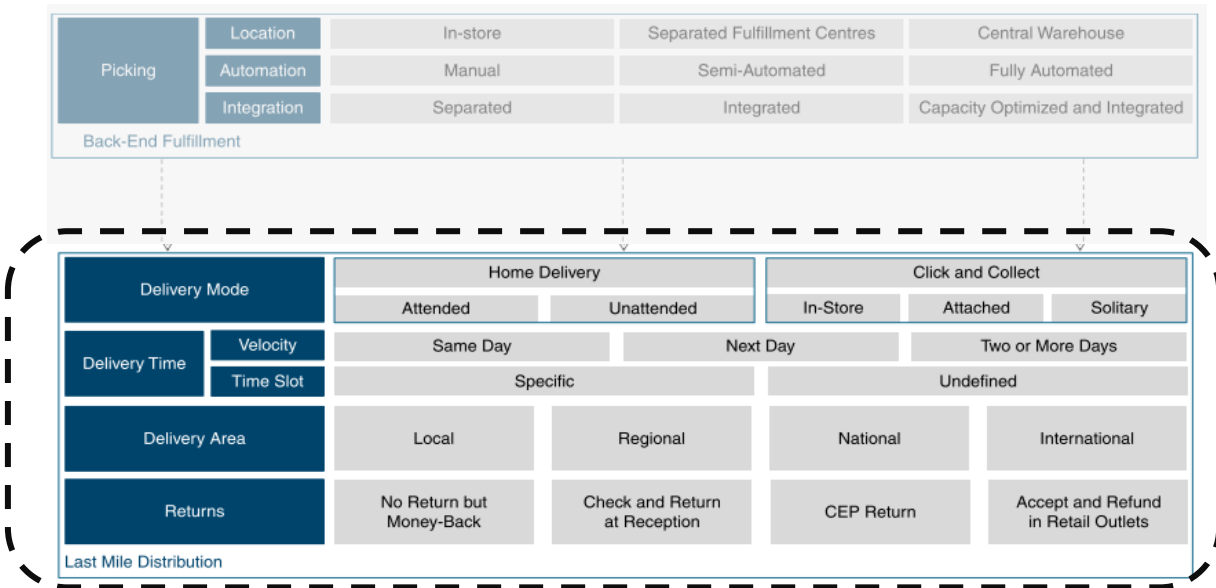 Picking
Location
In-store
Separated Fulfillment Centres
Central Warehouse
Automation
Manual
Semi-Automated
Fully Automated
Integration
Separated
Integrated
Capacity Optimized and Integrated
Back-End Fulfillment
Delivery Mode
Home Delivery
Click and Collect
Attended
Unattended
In-Store
Attached
Solitary
Delivery Time
Velocity
Same Day
Next Day
Two or More Days
Time Slot
Specific
Undefined
Delivery Area
Local
Regional
National
International
Returns
No Return but
Money-Back
Check and Return
at Reception
CEP Return
Accept and Refund
in Retail Outlets
Last Mile Distribution